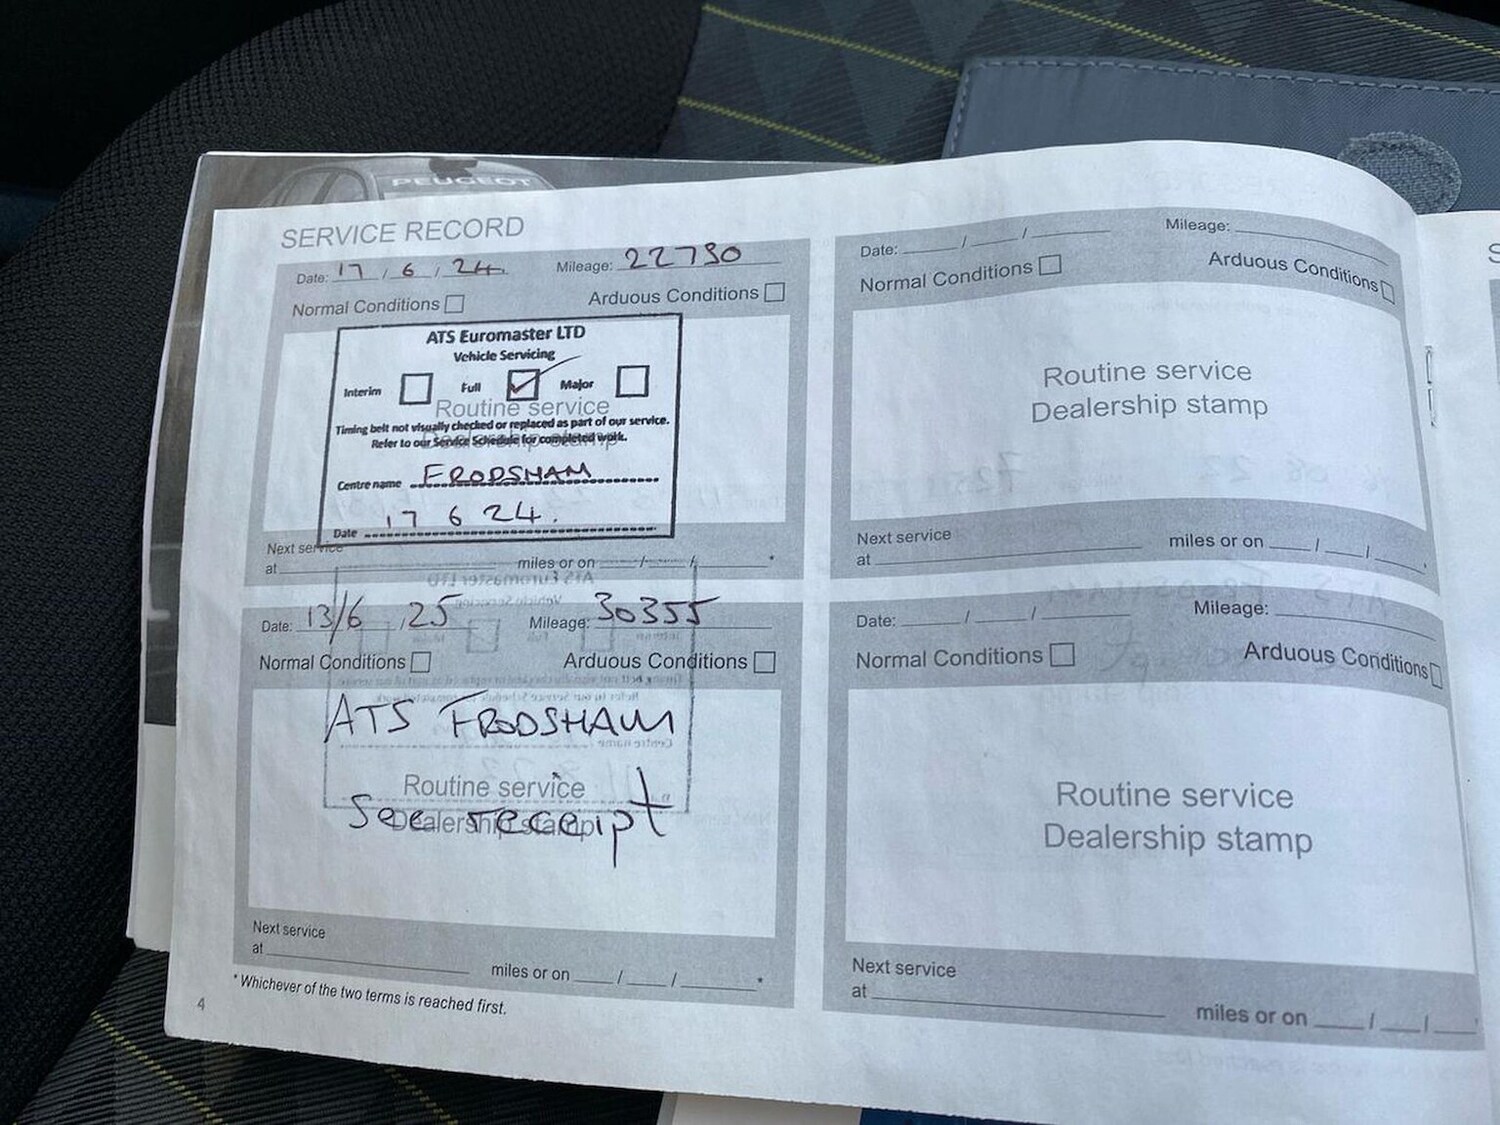 PEUGEOT
SERVICE RECORD
Date: 17 / 6 / 24 Mileage: 22790
Normal Conditions Arduous Conditions
ATS Euromaster LTD
Vehicle Servicing
Interim Full Major
Routine service
Timing belt not visually checked or replaced as part of our service.
Refer to our Service Schedule for completed work.
Centre name FRODSHAM
Date 17 6 24.
Next service
at miles or on / / *
Date: 13/6 / 25 Mileage: 30355
Normal Conditions Arduous Conditions
ATS FRODSHAM
Routine service
See receipt
Dealership stamp
Next service
at miles or on / / *
* Whichever of the two terms is reached first.
4
Date: / / Mileage:
Normal Conditions Arduous Conditions
Routine service
Dealership stamp
Next service
at miles or on / / *
Date: / / Mileage:
Normal Conditions Arduous Conditions
Routine service
Dealership stamp
Next service
at miles or on / /